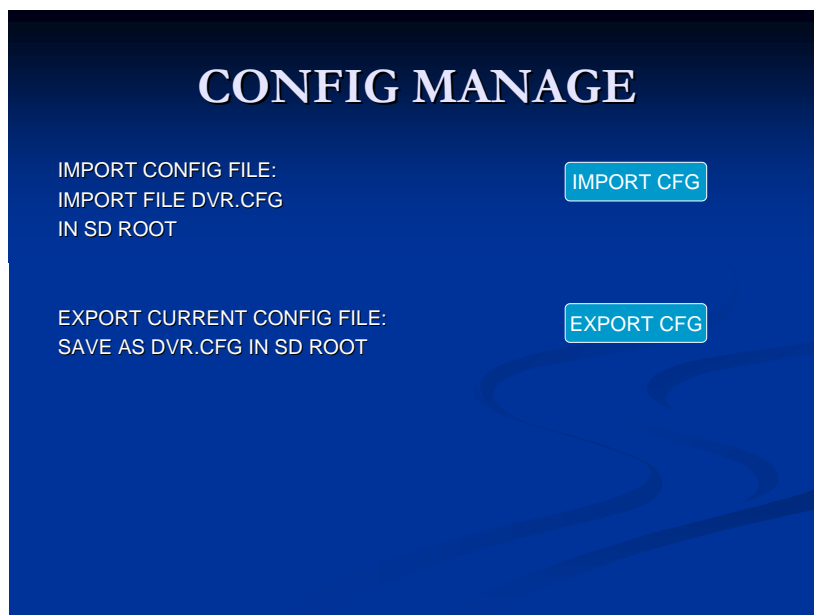 CONFIG MANAGE
IMPORT CONFIG FILE:
IMPORT FILE DVR.CFG
IN SD ROOT
IMPORT CFG
EXPORT CURRENT CONFIG FILE:
SAVE AS DVR.CFG IN SD ROOT
EXPORT CFG